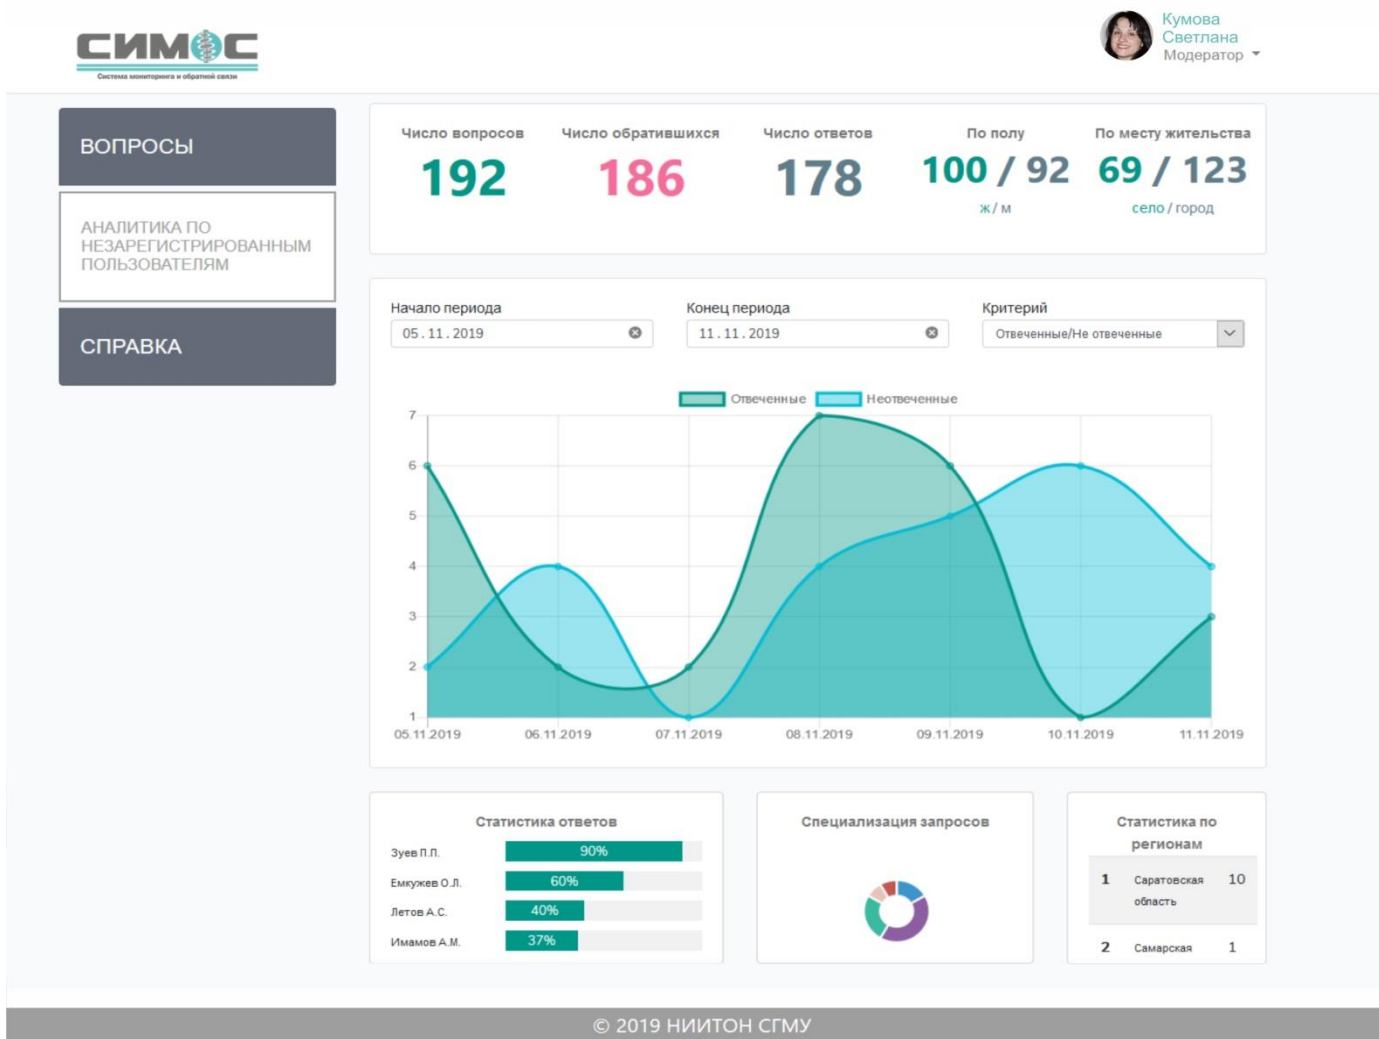 СИМОС
Система мониторинга и обратной связи
Кумова
Светлана
Модератор
ВОПРОСЫ
АНАЛИТИКА ПО
НЕЗАРЕГИСТРИРОВАННЫМ
ПОЛЬЗОВАТЕЛЯМ
СПРАВКА
Число вопросов
192
Число обратившихся
186
Число ответов
178
По полу
100 / 92
ж / м
По месту жительства
69 / 123
село / город
Начало периода
05 . 11 . 2019
Конец периода
11 . 11 . 2019
Критерий
Отвеченные/Не отвеченные
Отвеченные Неотвеченные
7
6
5
4
3
2
1
05.11.2019 06.11.2019 07.11.2019 08.11.2019 09.11.2019 10.11.2019 11.11.2019
Статистика ответов
Зуев П.П. 90%
Емкужев О.Л. 60%
Летов А.С. 40%
Имамов А.М. 37%
Специализация запросов
Статистика по
регионам
1 Саратовская 10
область
2 Самарская 1
© 2019 НИИТОН СГМУ